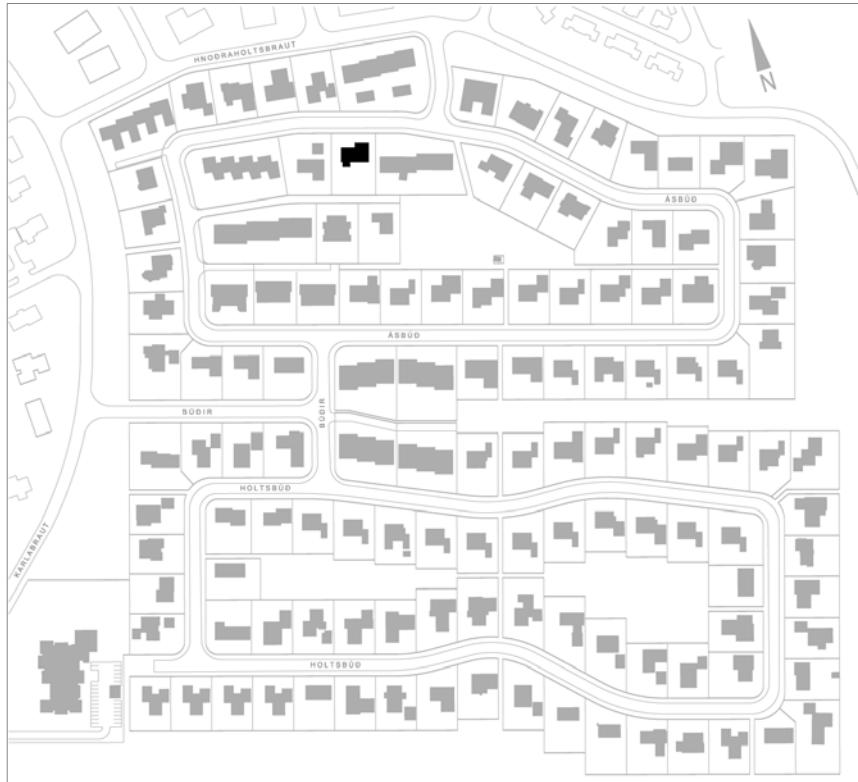 HNOÐRAHOLTSBRAUT
N
ÁSBÚÐ
ÁSBÚÐ
BÚÐIR
BÚÐIR
HOLTSBÚÐ
KARLABRAUT
HOLTSBÚÐ